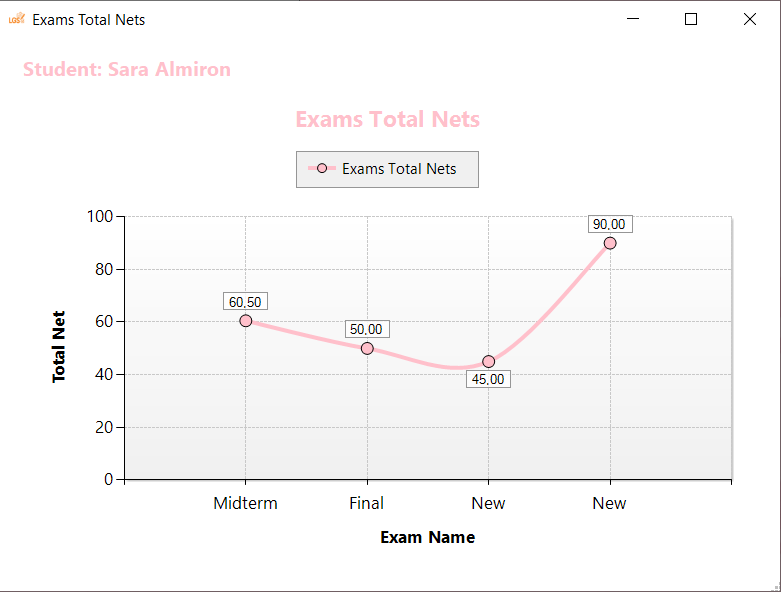 LGS
Exams Total Nets
Student: Sara Almiron
Exams Total Nets
Exams Total Nets
100
90,00
80
60,50
60
50,00
45,00
40
20
0
Total Net
Midterm Final New New
Exam Name